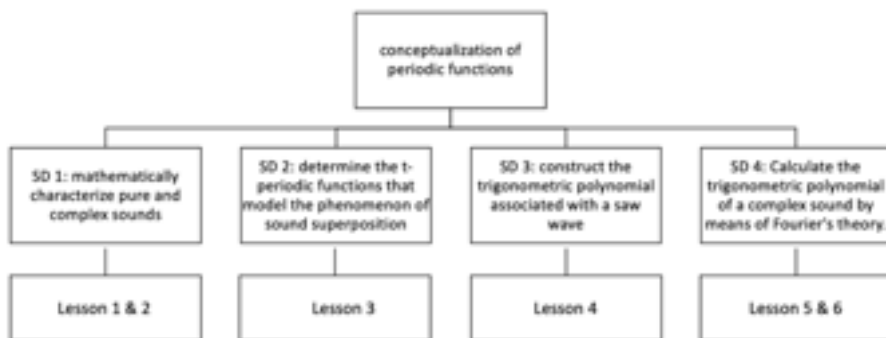 conceptualization of
periodic functions
SD 1: mathematically
characterize pure and
complex sounds
SD 2: determine the t-
periodic functions that
model the phenomenon of
sound superposition
SD 3: construct the
trigonometric polynomial
associated with a saw
wave
SD 4: Calculate the
trigonometric polynomial
of a complex sound by
means of Fourier's theory.
Lesson 1 & 2
Lesson 3
Lesson 4
Lesson 5 & 6